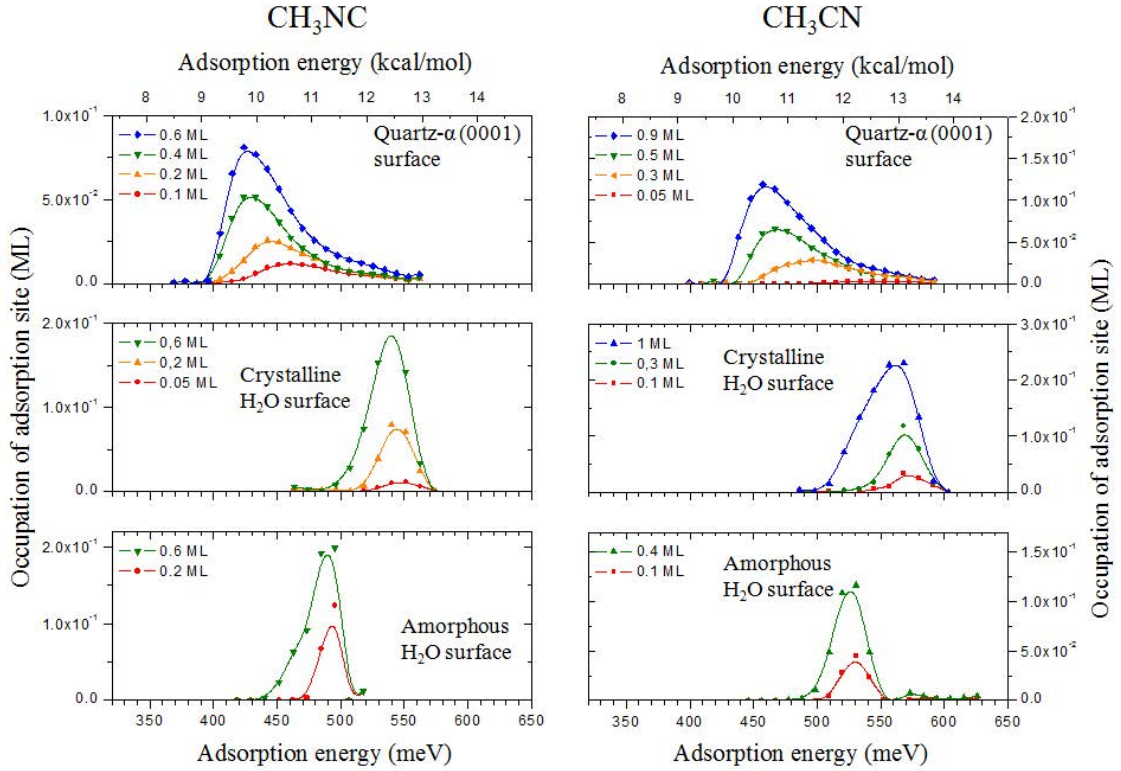 CH₃NC
Adsorption energy (kcal/mol)
8 9 10 11 12 13 14
1.0x10⁻¹
5.0x10⁻²
0.0
0.6 ML
0.4 ML
0.2 ML
0.1 ML
Quartz-α (0001)
surface
2.0x10⁻¹
1.0x10⁻¹
0.0
0,6 ML
0,2 ML
0.05 ML
Crystalline
H₂O surface
2.0x10⁻¹
1.0x10⁻¹
0.0
0.6 ML
0.2 ML
Amorphous
H₂O surface
350 400 450 500 550 600 650
Adsorption energy (meV)
Occupation of adsorption site (ML)
CH₃CN
Adsorption energy (kcal/mol)
8 9 10 11 12 13 14
0.9 ML
0.5 ML
0.3 ML
0.05 ML
Quartz-α (0001)
surface
2.0x10⁻¹
1.5x10⁻¹
1.0x10⁻¹
5.0x10⁻²
0.0
1 ML
0,3 ML
0.1 ML
Crystalline
H₂O surface
3.0x10⁻¹
2.0x10⁻¹
1.0x10⁻¹
0.0
0.4 ML
0.1 ML
Amorphous
H₂O surface
1.5x10⁻¹
1.0x10⁻¹
5.0x10⁻²
0.0
350 400 450 500 550 600 650
Adsorption energy (meV)
Occupation of adsorption site (ML)